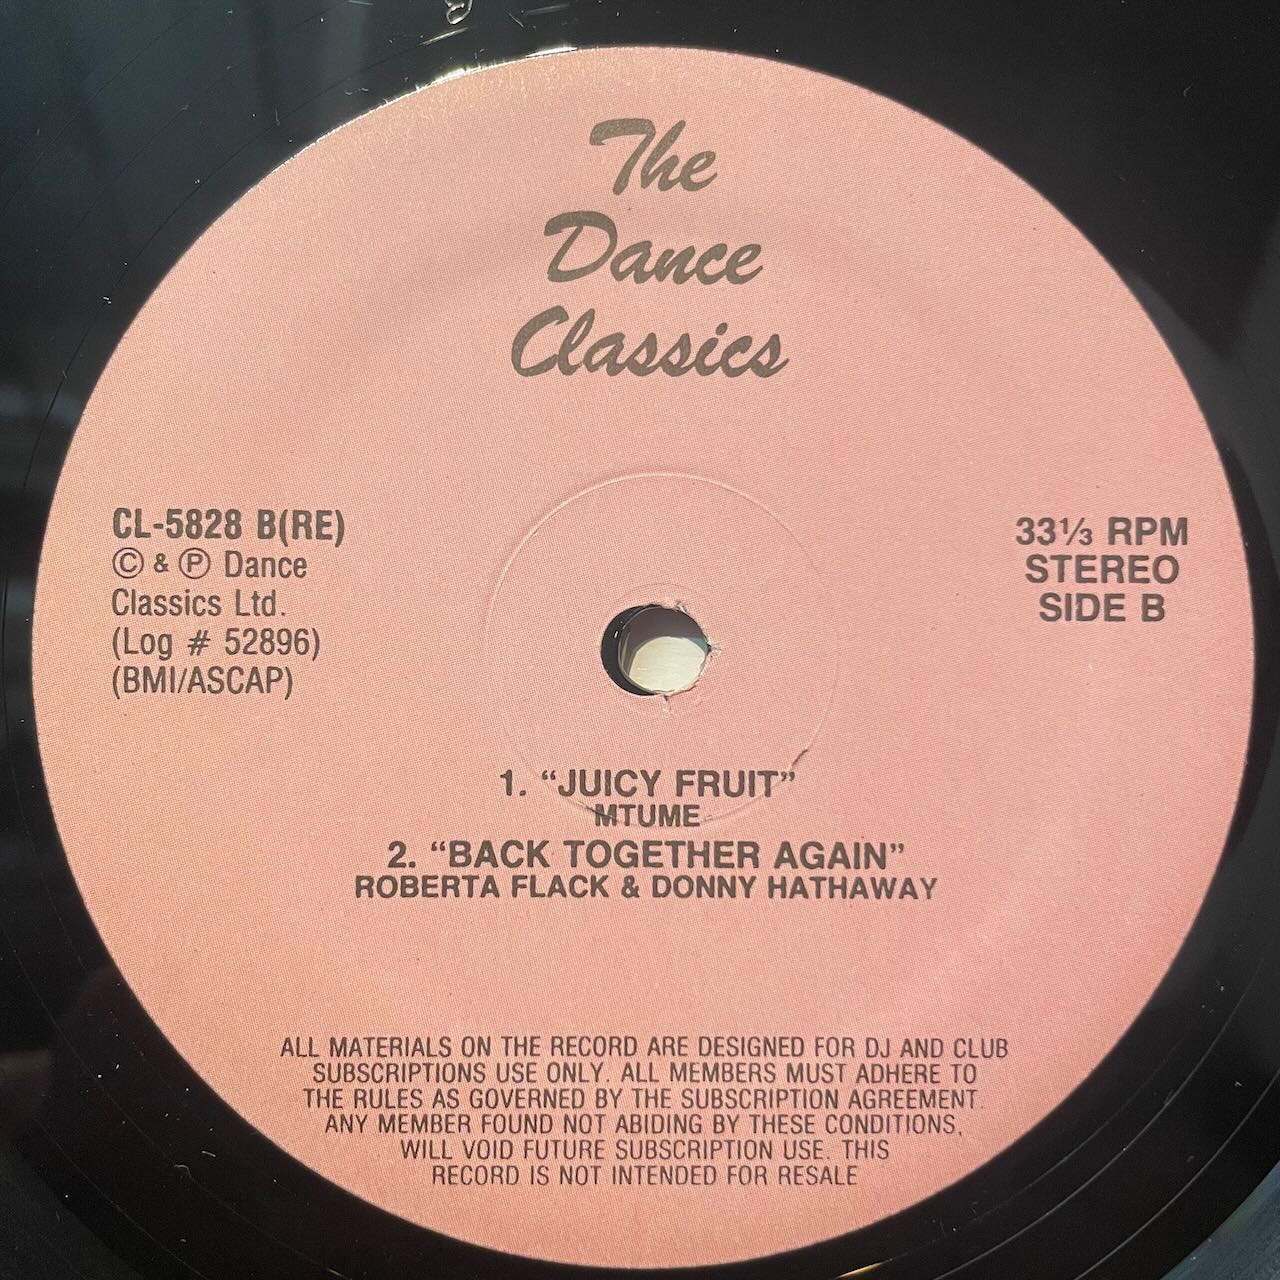 The
Dance
Classics
CL-5828 B(RE)
© & ℗ Dance
Classics Ltd.
(Log # 52896)
(BMI/ASCAP)
33⅓ RPM
STEREO
SIDE B
1. “JUICY FRUIT”
MTUME
2. “BACK TOGETHER AGAIN”
ROBERTA FLACK & DONNY HATHAWAY
ALL MATERIALS ON THE RECORD ARE DESIGNED FOR DJ AND CLUB
SUBSCRIPTIONS USE ONLY. ALL MEMBERS MUST ADHERE TO
THE RULES AS GOVERNED BY THE SUBSCRIPTION AGREEMENT.
ANY MEMBER FOUND NOT ABIDING BY THESE CONDITIONS,
WILL VOID FUTURE SUBSCRIPTION USE. THIS
RECORD IS NOT INTENDED FOR RESALE